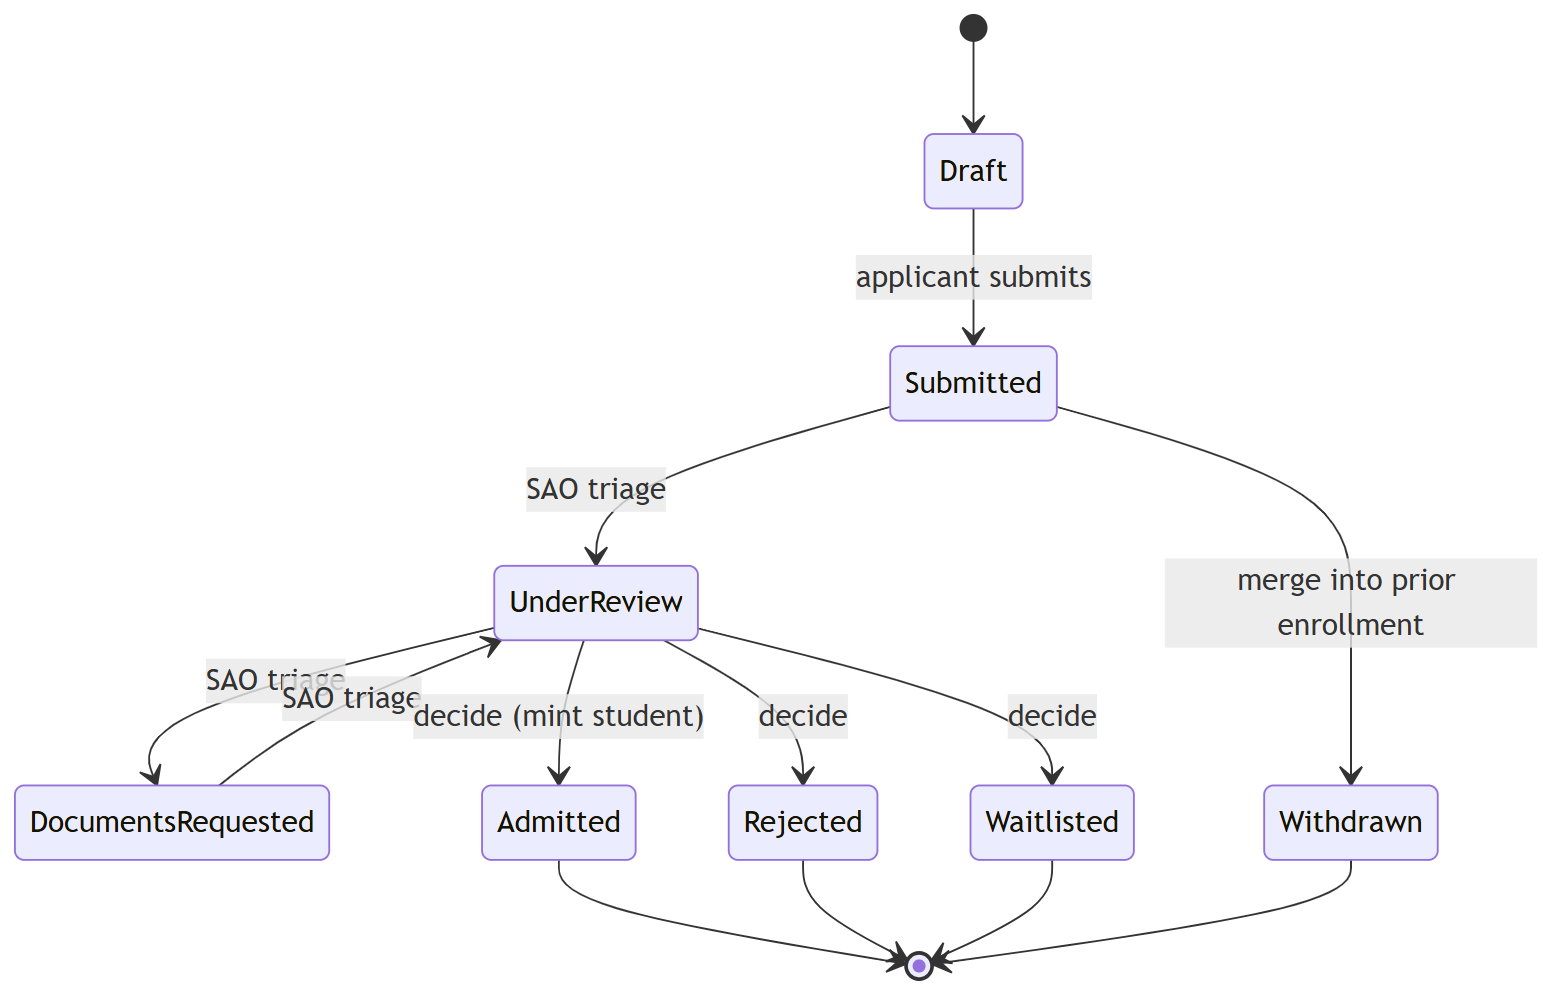 Draft
applicant submits
Submitted
SAO triage
merge into prior
enrollment
UnderReview
SAO triage
SAO triage
decide (mint student)
decide
decide
DocumentsRequested
Admitted
Rejected
Waitlisted
Withdrawn